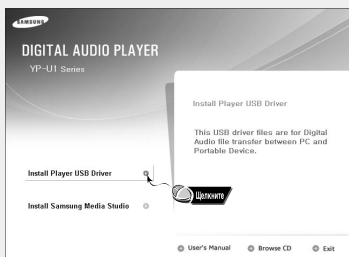 SAMSUNG
DIGITAL AUDIO PLAYER
YP-U1 Series
Install Player USB Driver
This USB driver files are for Digital
Audio file transfer between PC and
Portable Device.
Install Player USB Driver
Щелкните
Install Samsung Media Studio
User's Manual
Browse CD
Exit